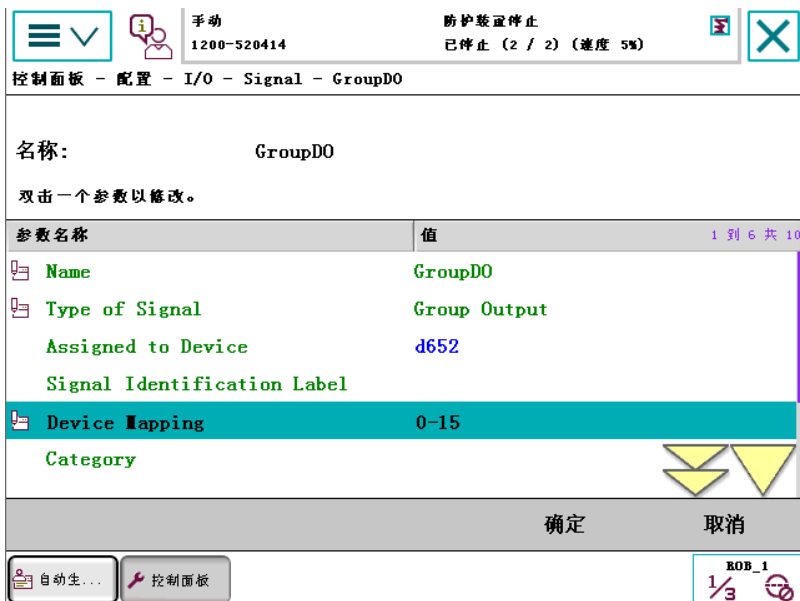 手动
1200-520414
防护装置停止
已停止 (2 / 2) (速度 5%)
控制面板 - 配置 - I/O - Signal - GroupDO
名称: GroupDO
双击一个参数以修改。
参数名称 值 1 到 6 共 10
Name GroupDO
Type of Signal Group Output
Assigned to Device d652
Signal Identification Label
Device Mapping 0-15
Category
确定 取消
自动生... 控制面板
ROB_1
1/3